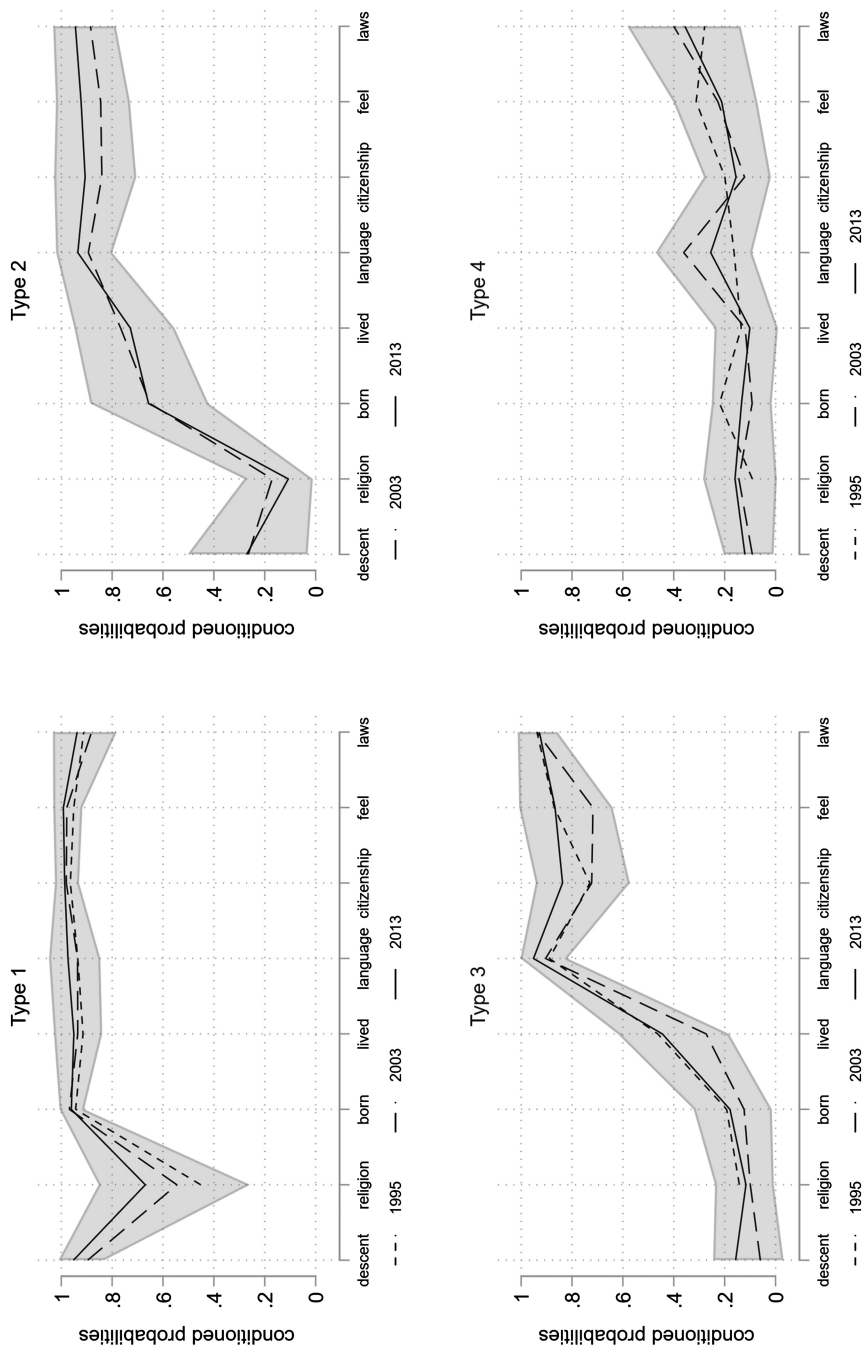 Type 1
conditioned probabilities
1
.8
.6
.4
.2
0
descent religion born lived language citizenship feel laws
1995 2003 2013
Type 2
conditioned probabilities
1
.8
.6
.4
.2
0
descent religion born lived language citizenship feel laws
2003 2013
Type 3
conditioned probabilities
1
.8
.6
.4
.2
0
descent religion born lived language citizenship feel laws
1995 2003 2013
Type 4
conditioned probabilities
1
.8
.6
.4
.2
0
descent religion born lived language citizenship feel laws
1995 2003 2013